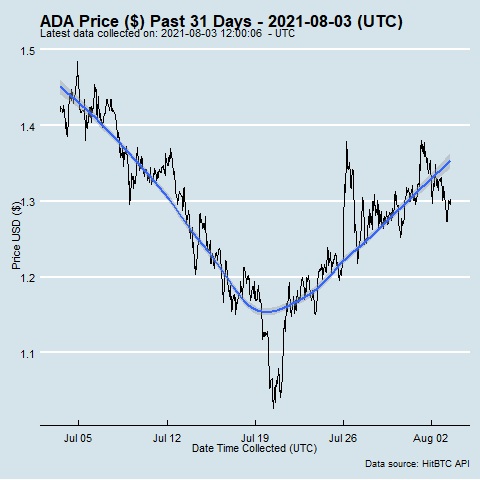 ADA Price ($) Past 31 Days - 2021-08-03 (UTC)
Latest data collected on: 2021-08-03 12:00:06 - UTC
1.5
1.4
1.3
1.2
1.1
Price USD ($)
Jul 05 Jul 12 Jul 19 Jul 26 Aug 02
Date Time Collected (UTC)
Data source: HitBTC API